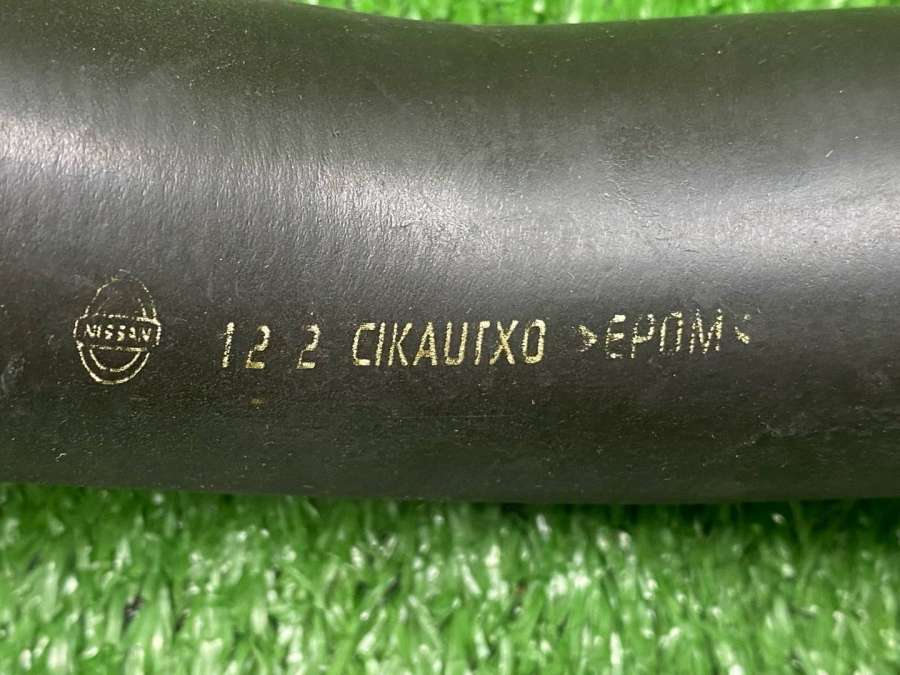 NISSAN
12 2 CIKAUTXO >EPDM<